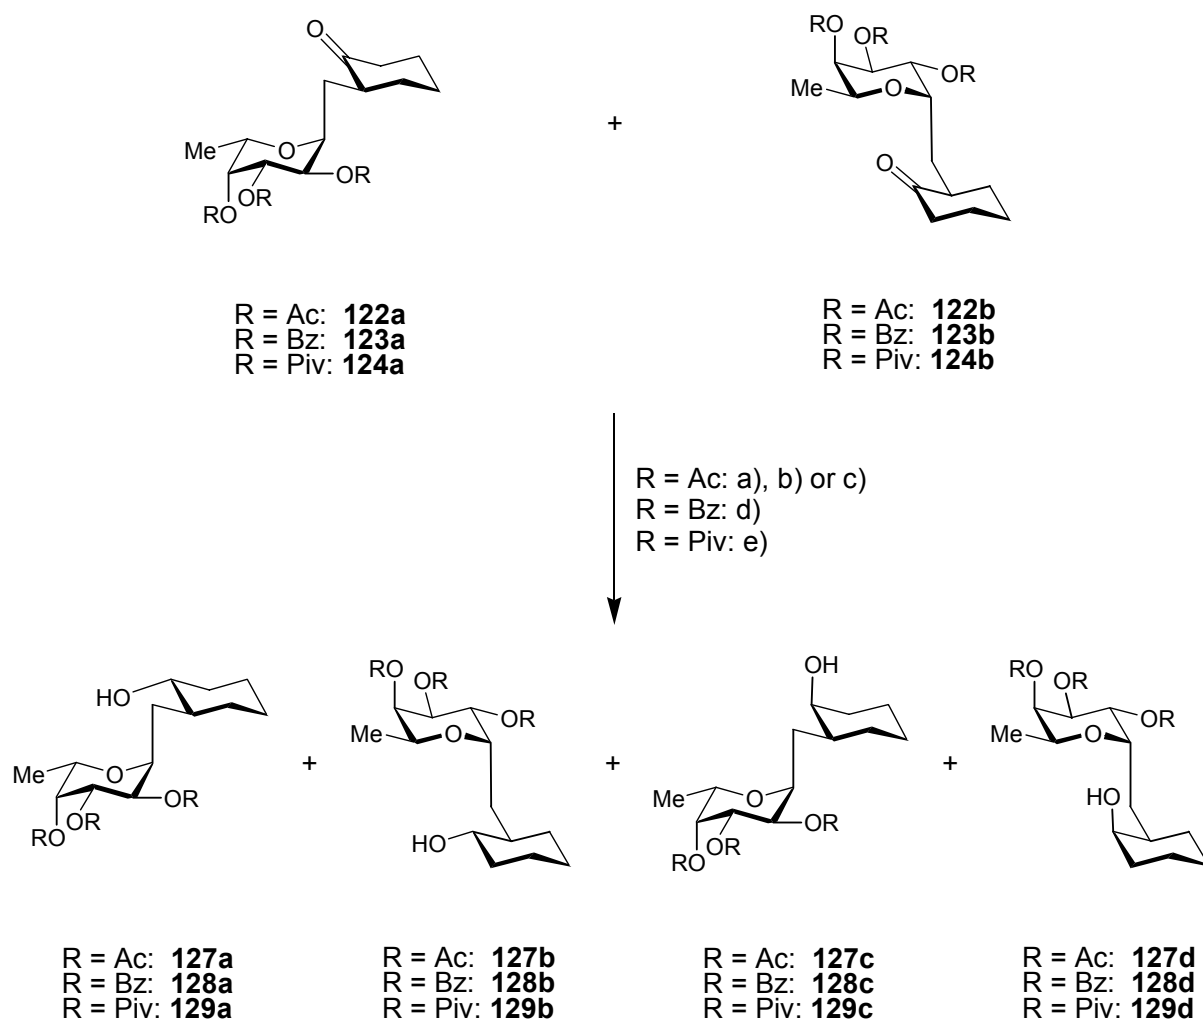 O
Me
O
OR
OR
RO
+
RO
OR
OR
O
Me
O
R = Ac: 122a
R = Bz: 123a
R = Piv: 124a
R = Ac: 122b
R = Bz: 123b
R = Piv: 124b
R = Ac: a), b) or c)
R = Bz: d)
R = Piv: e)
HO
Me
O
OR
OR
RO
+
RO
OR
OR
Me
O
HO
+
OH
Me
O
OR
OR
RO
+
RO
OR
OR
Me
O
HO
R = Ac: 127a
R = Bz: 128a
R = Piv: 129a
R = Ac: 127b
R = Bz: 128b
R = Piv: 129b
R = Ac: 127c
R = Bz: 128c
R = Piv: 129c
R = Ac: 127d
R = Bz: 128d
R = Piv: 129d